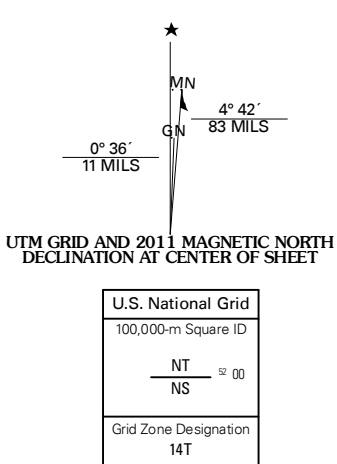 ★
MN
4° 42´
83 MILS
GN
0° 36´
11 MILS
UTM GRID AND 2011 MAGNETIC NORTH
DECLINATION AT CENTER OF SHEET
U.S. National Grid
100,000-m Square ID
NT
52 00
NS
Grid Zone Designation
14T